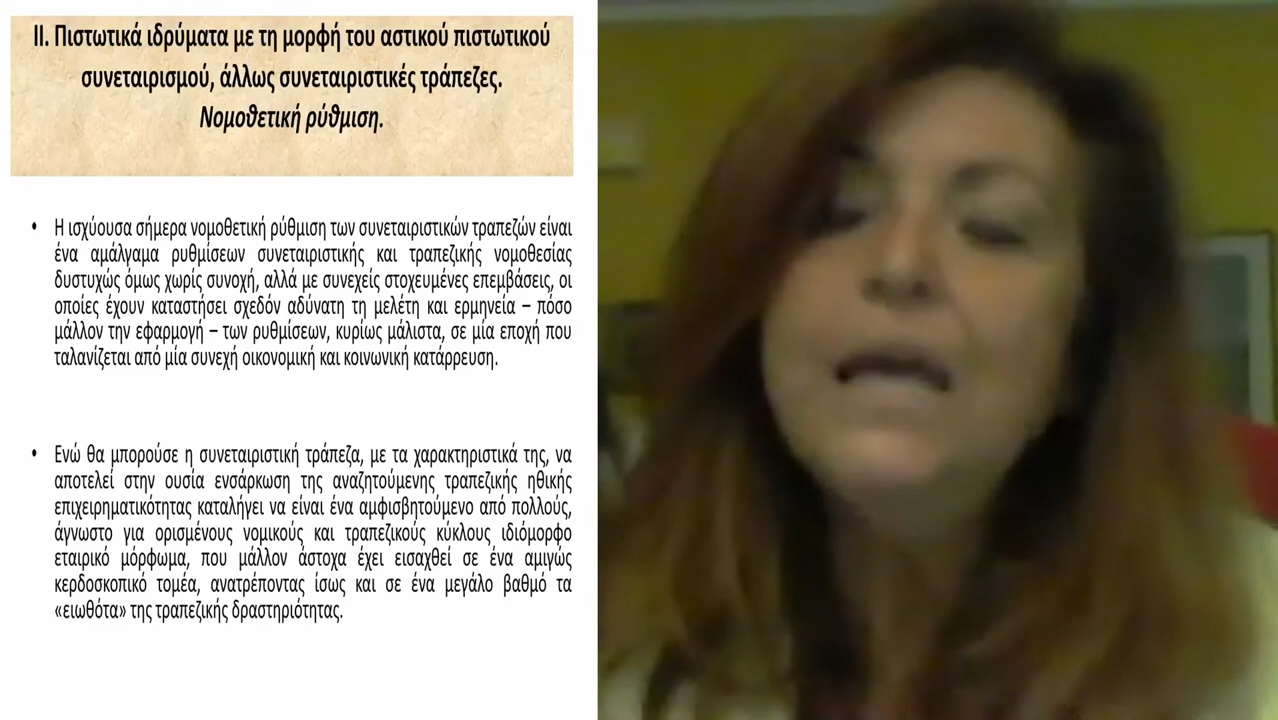 II. Πιστωτικά ιδρύματα με τη μορφή του αστικού πιστωτικού
συνεταιρισμού, άλλως συνεταιριστικές τράπεζες.
Νομοθετική ρύθμιση.
• Η ισχύουσα σήμερα νομοθετική ρύθμιση των συνεταιριστικών τραπεζών είναι
ένα αμάλγαμα ρυθμίσεων συνεταιριστικής και τραπεζικής νομοθεσίας
δυστυχώς όμως χωρίς συνοχή, αλλά με συνεχείς στοχευμένες επεμβάσεις, οι
οποίες έχουν καταστήσει σχεδόν αδύνατη τη μελέτη και ερμηνεία – πόσο
μάλλον την εφαρμογή – των ρυθμίσεων, κυρίως μάλιστα, σε μία εποχή που
ταλανίζεται από μία συνεχή οικονομική και κοινωνική κατάρρευση.
• Ενώ θα μπορούσε η συνεταιριστική τράπεζα, με τα χαρακτηριστικά της, να
αποτελεί στην ουσία ενσάρκωση της αναζητούμενης τραπεζικής ηθικής
επιχειρηματικότητας καταλήγει να είναι ένα αμφισβητούμενο από πολλούς,
άγνωστο για ορισμένους νομικούς και τραπεζικούς κύκλους ιδιόμορφο
εταιρικό μόρφωμα, που μάλλον άστοχα έχει εισαχθεί σε ένα αμιγώς
κερδοσκοπικό τομέα, ανατρέποντας ίσως και σε ένα μεγάλο βαθμό τα
«ειωθότα» της τραπεζικής δραστηριότητας.